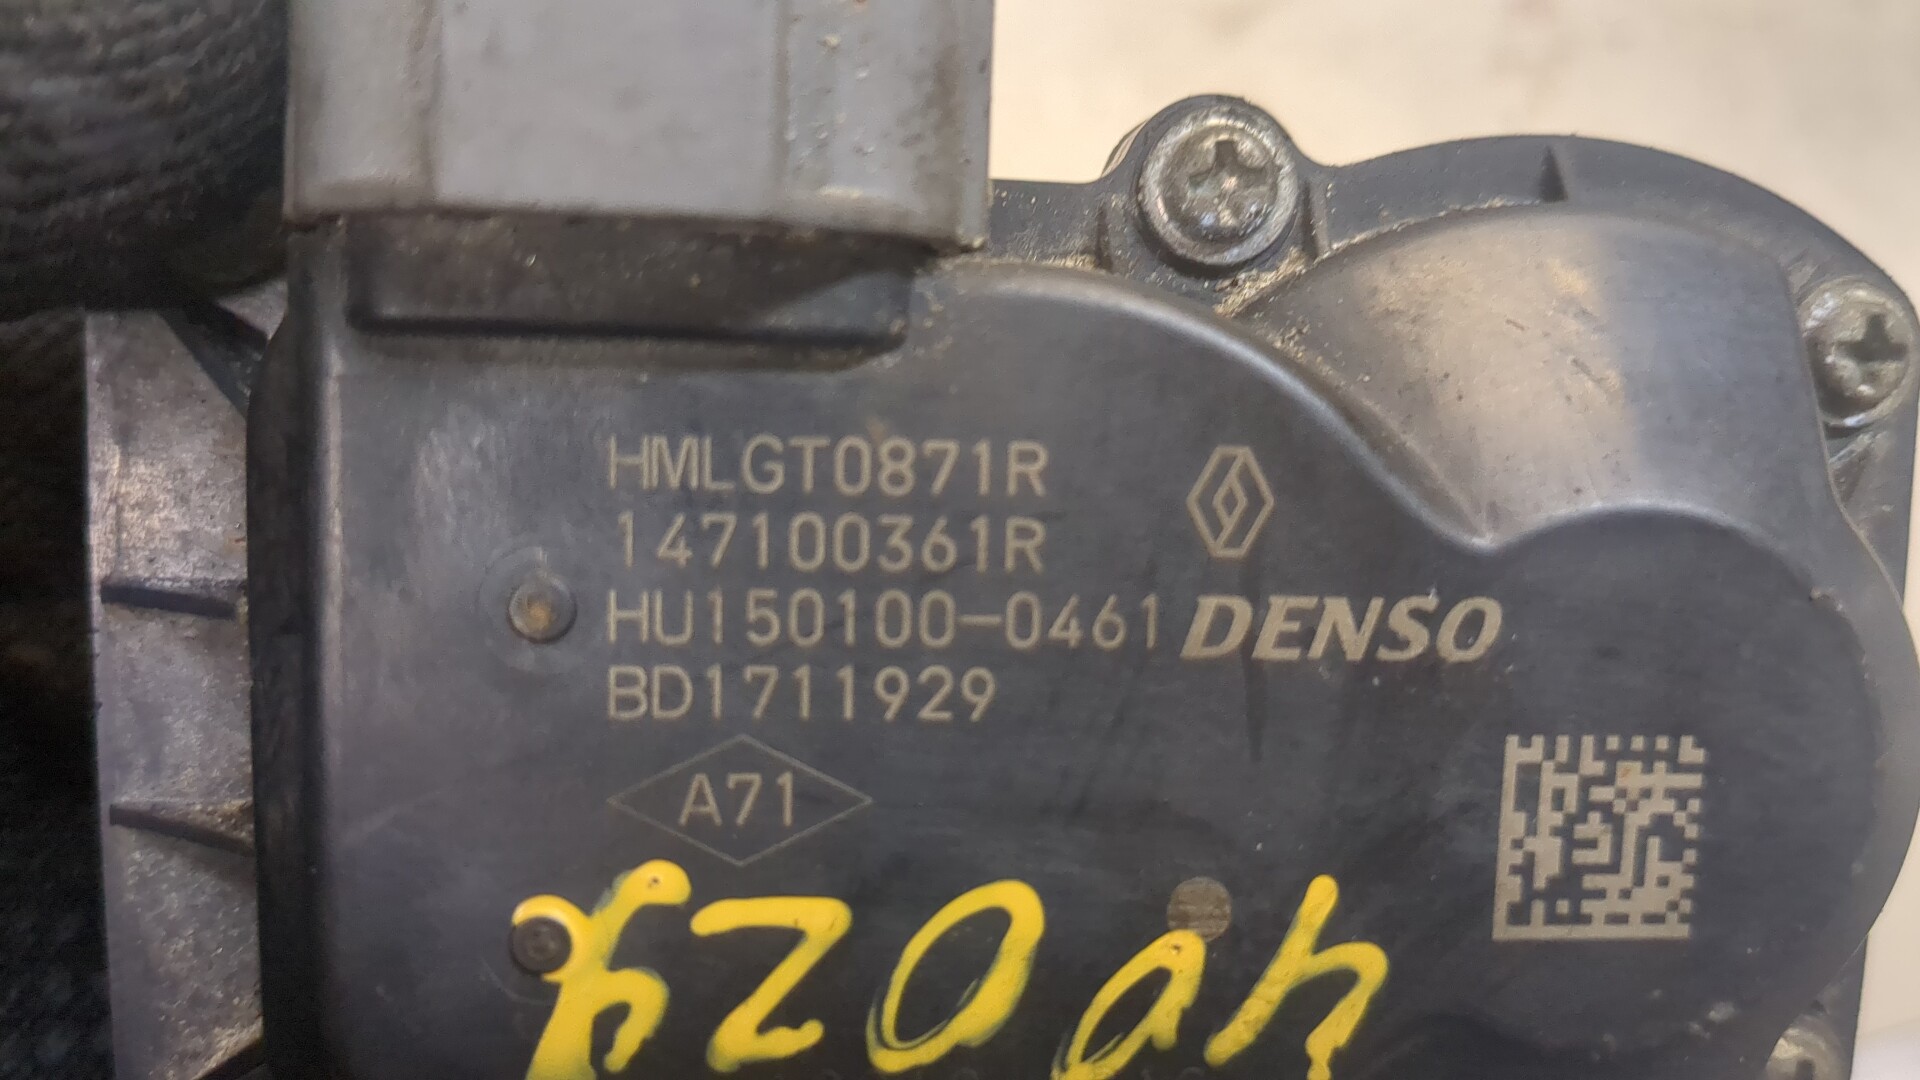 HMLGT0871R
147100361R
HU150100-0461 DENSO
BD1711929
A71